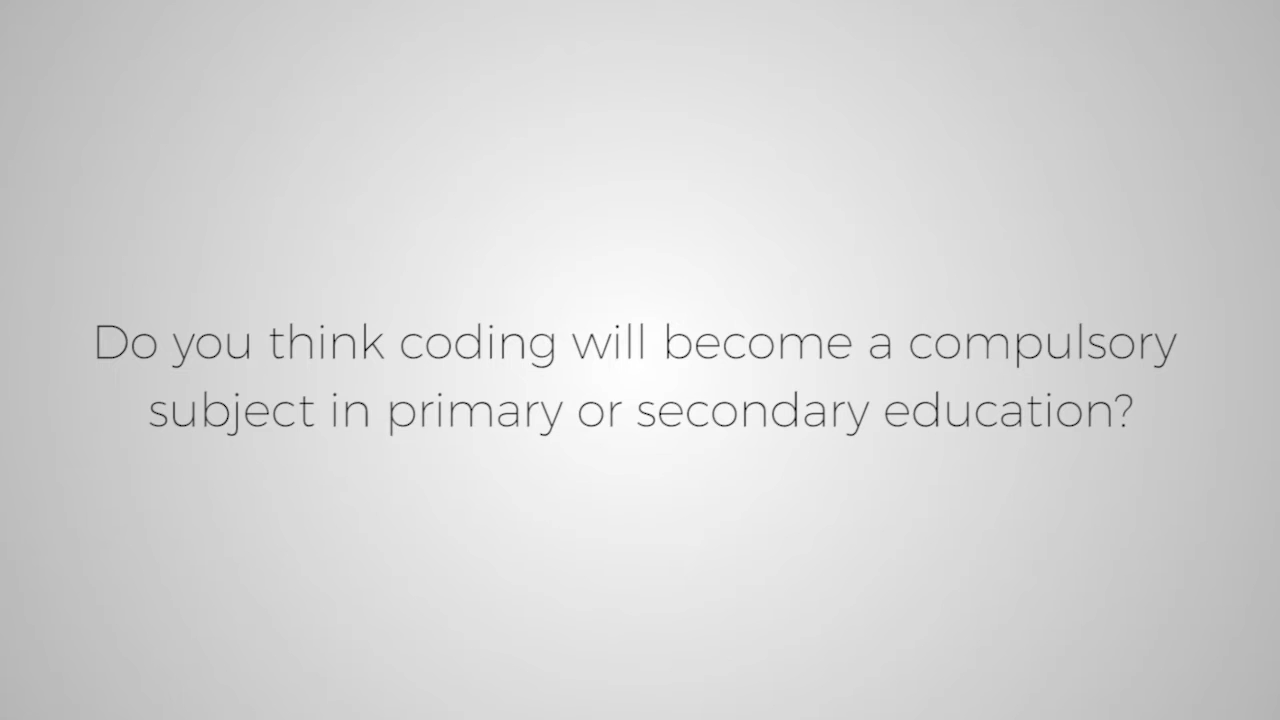 Do you think coding will become a compulsory
subject in primary or secondary education?